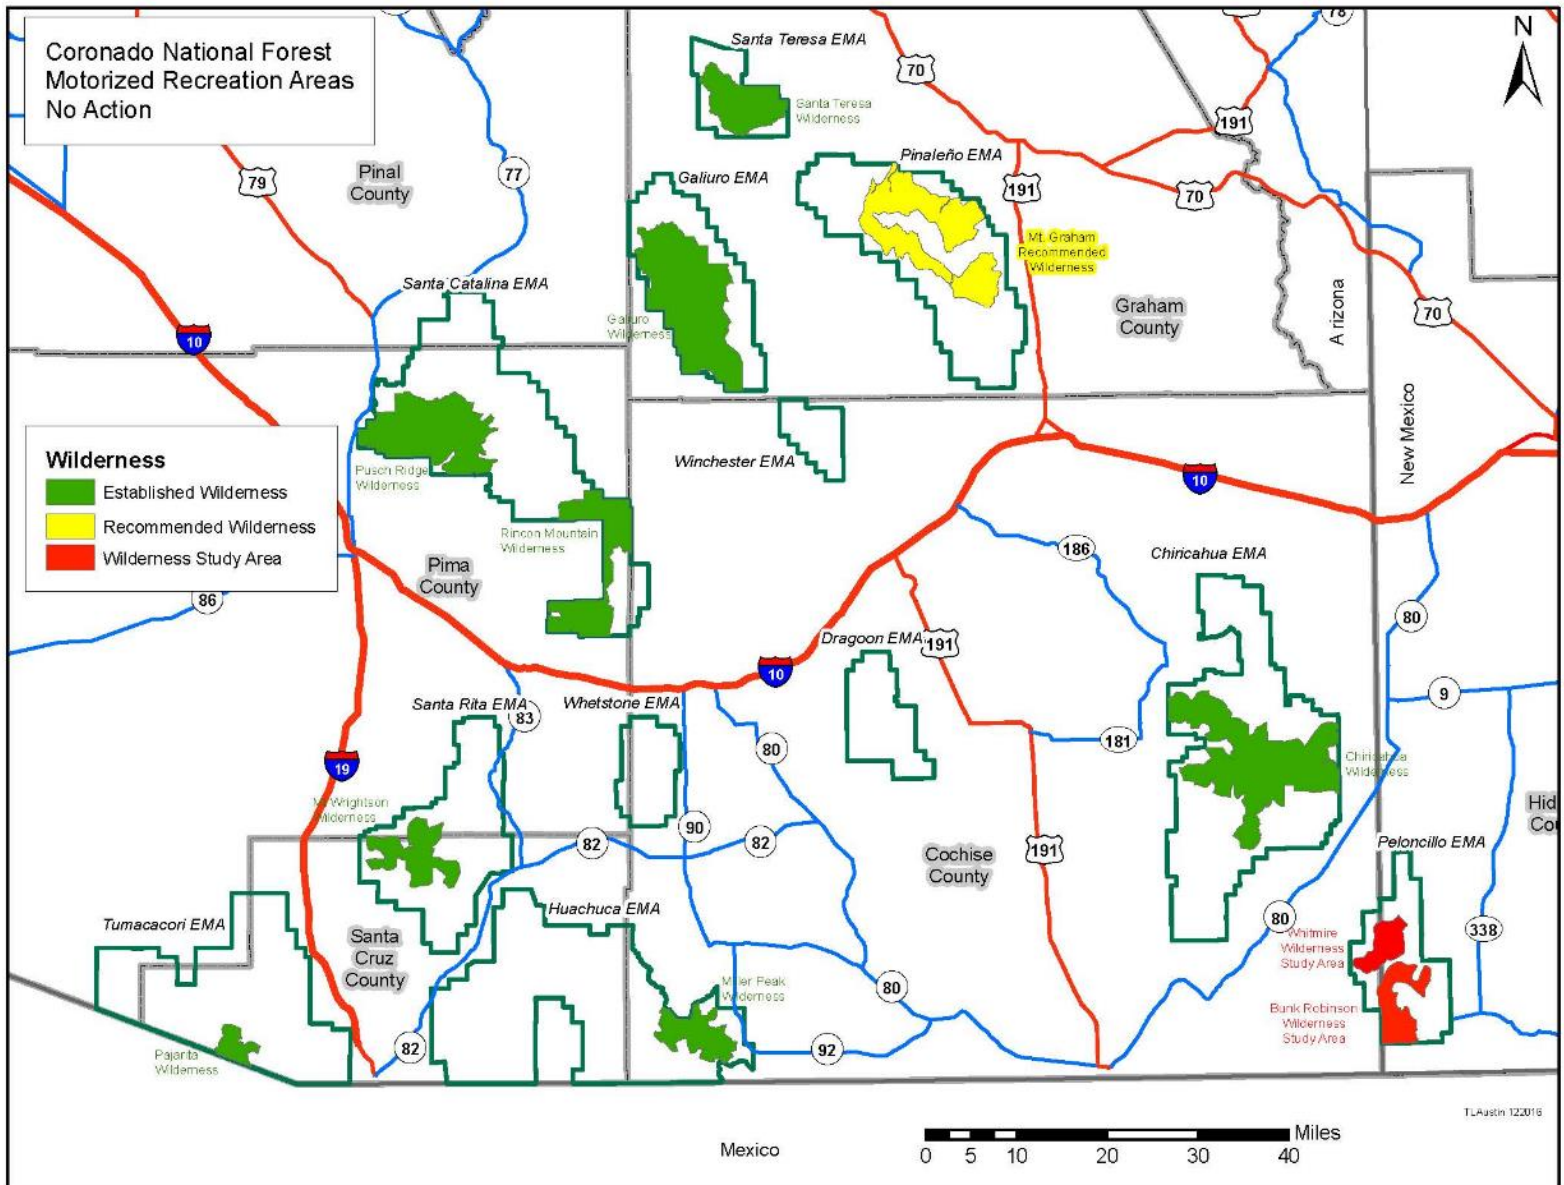 Coronado National Forest
Motorized Recreation Areas
No Action
78
N
Santa Teresa EMA
70
Santa Teresa
Wilderness
191
Pinaleño EMA
77
79
Pinal
County
Galiuro EMA
191
70
Mt. Graham
Recommended
Wilderness
Santa Catalina EMA
Graham
County
Arizona
70
10
Galiuro
Wilderness
New Mexico
Wilderness
Established Wilderness
Recommended Wilderness
Wilderness Study Area
Pusch Ridge
Wilderness
Winchester EMA
10
Rincon Mountain
Wilderness
186
Chiricahua EMA
Pima
County
86
80
Dragoon EMA
191
10
9
Santa Rita EMA
83
Whetstone EMA
80
181
19
Chiricahua
Wilderness
Mt Wrightson
Wilderness
Hid
Cou
90
82
82
191
Cochise
County
Peloncillo EMA
Huachuca EMA
80
Tumacacori EMA
338
Whitmire
Wilderness
Study Area
Santa
Cruz
County
Miller Peak
Wilderness
80
Bunk Robinson
Wilderness
Study Area
82
92
Pajarita
Wilderness
TLAustin 122016
Mexico
Miles
0 5 10 20 30 40